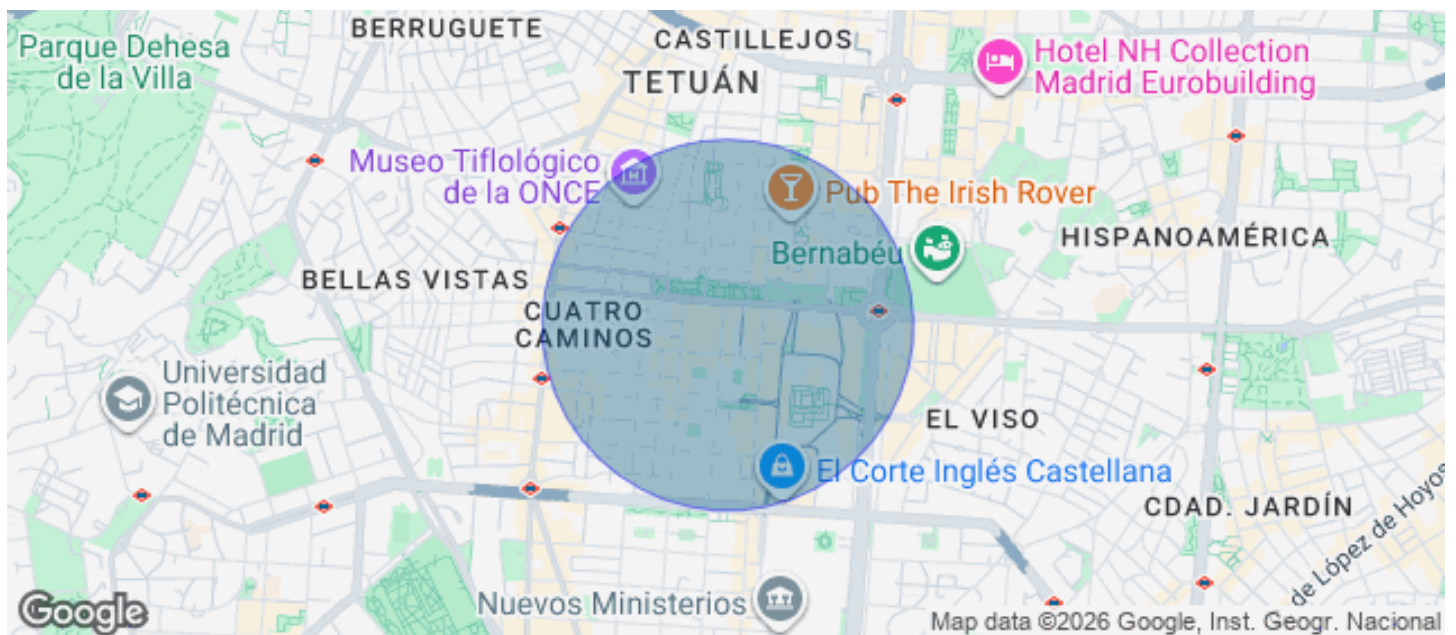 BERRUGUETE
CASTILLEJOS
Parque Dehesa
de la Villa
TETUÁN
Hotel NH Collection
Madrid Eurobuilding
Museo Tiflológico
de la ONCE
Pub The Irish Rover
Bernabéu
HISPANOAMÉRICA
BELLAS VISTAS
CUATRO
CAMINOS
Universidad
Politécnica
de Madrid
EL VISO
El Corte Inglés Castellana
CDAD. JARDÍN
de López de Hoyos
Nuevos Ministerios
Google
Map data ©2026 Google, Inst. Geogr. Nacional